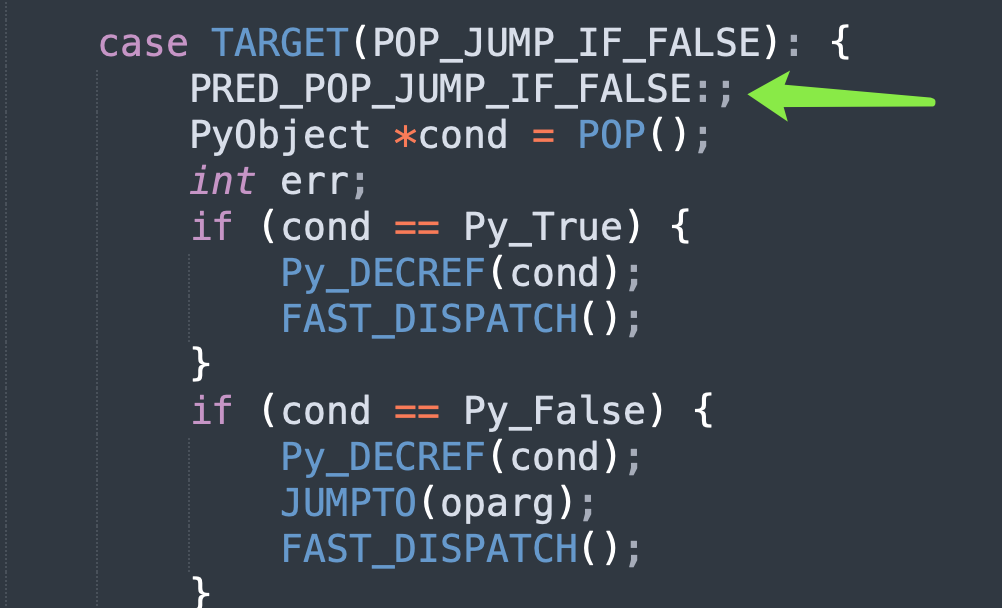 case TARGET(POP_JUMP_IF_FALSE): {
PRED_POP_JUMP_IF_FALSE:;
PyObject *cond = POP();
int err;
if (cond == Py_True) {
Py_DECREF(cond);
FAST_DISPATCH();
}
if (cond == Py_False) {
Py_DECREF(cond);
JUMPTO(oparg);
FAST_DISPATCH();
}